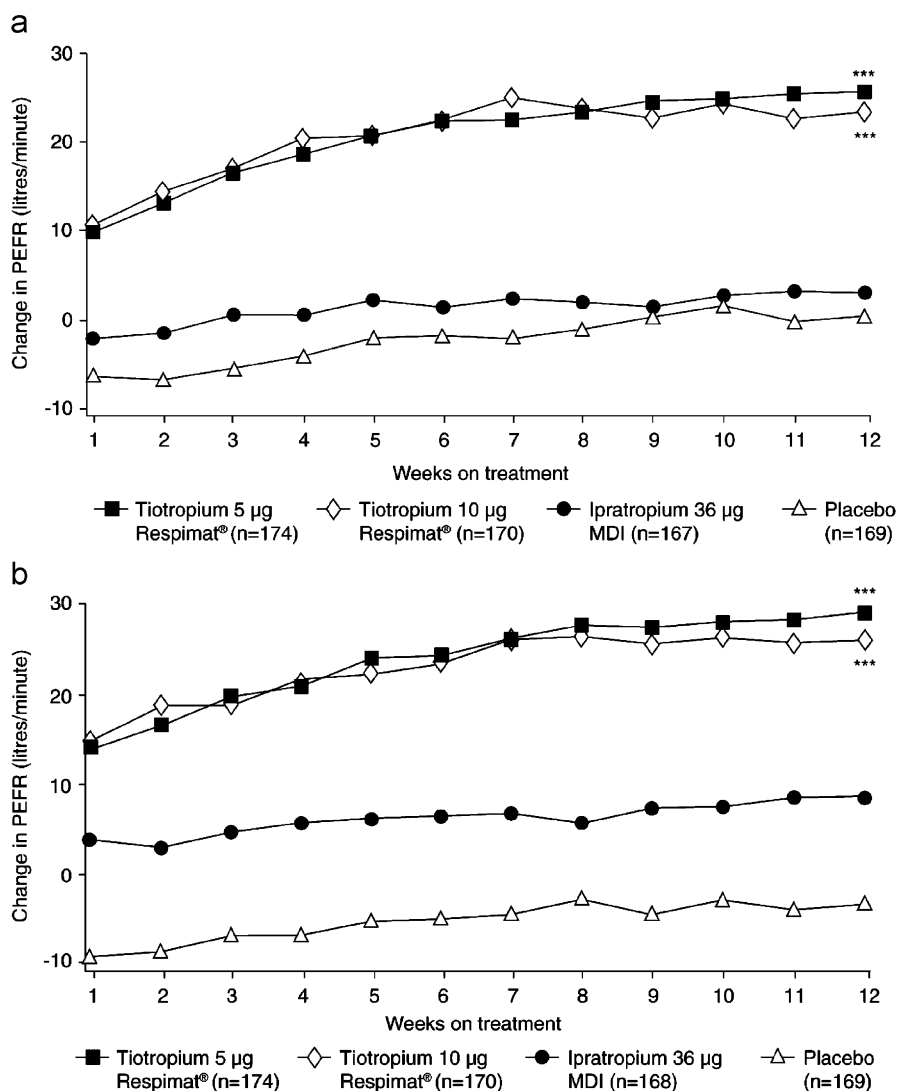 a
30
20
10
0
-10
Change in PEFR (litres/minute)
***
***
1 2 3 4 5 6 7 8 9 10 11 12
Weeks on treatment
Tiotropium 5 µg
Respimat® (n=174)
Tiotropium 10 µg
Respimat® (n=170)
Ipratropium 36 µg
MDI (n=167)
Placebo
(n=169)
b
30
20
10
0
-10
Change in PEFR (litres/minute)
***
***
1 2 3 4 5 6 7 8 9 10 11 12
Weeks on treatment
Tiotropium 5 µg
Respimat® (n=174)
Tiotropium 10 µg
Respimat® (n=170)
Ipratropium 36 µg
MDI (n=168)
Placebo
(n=169)